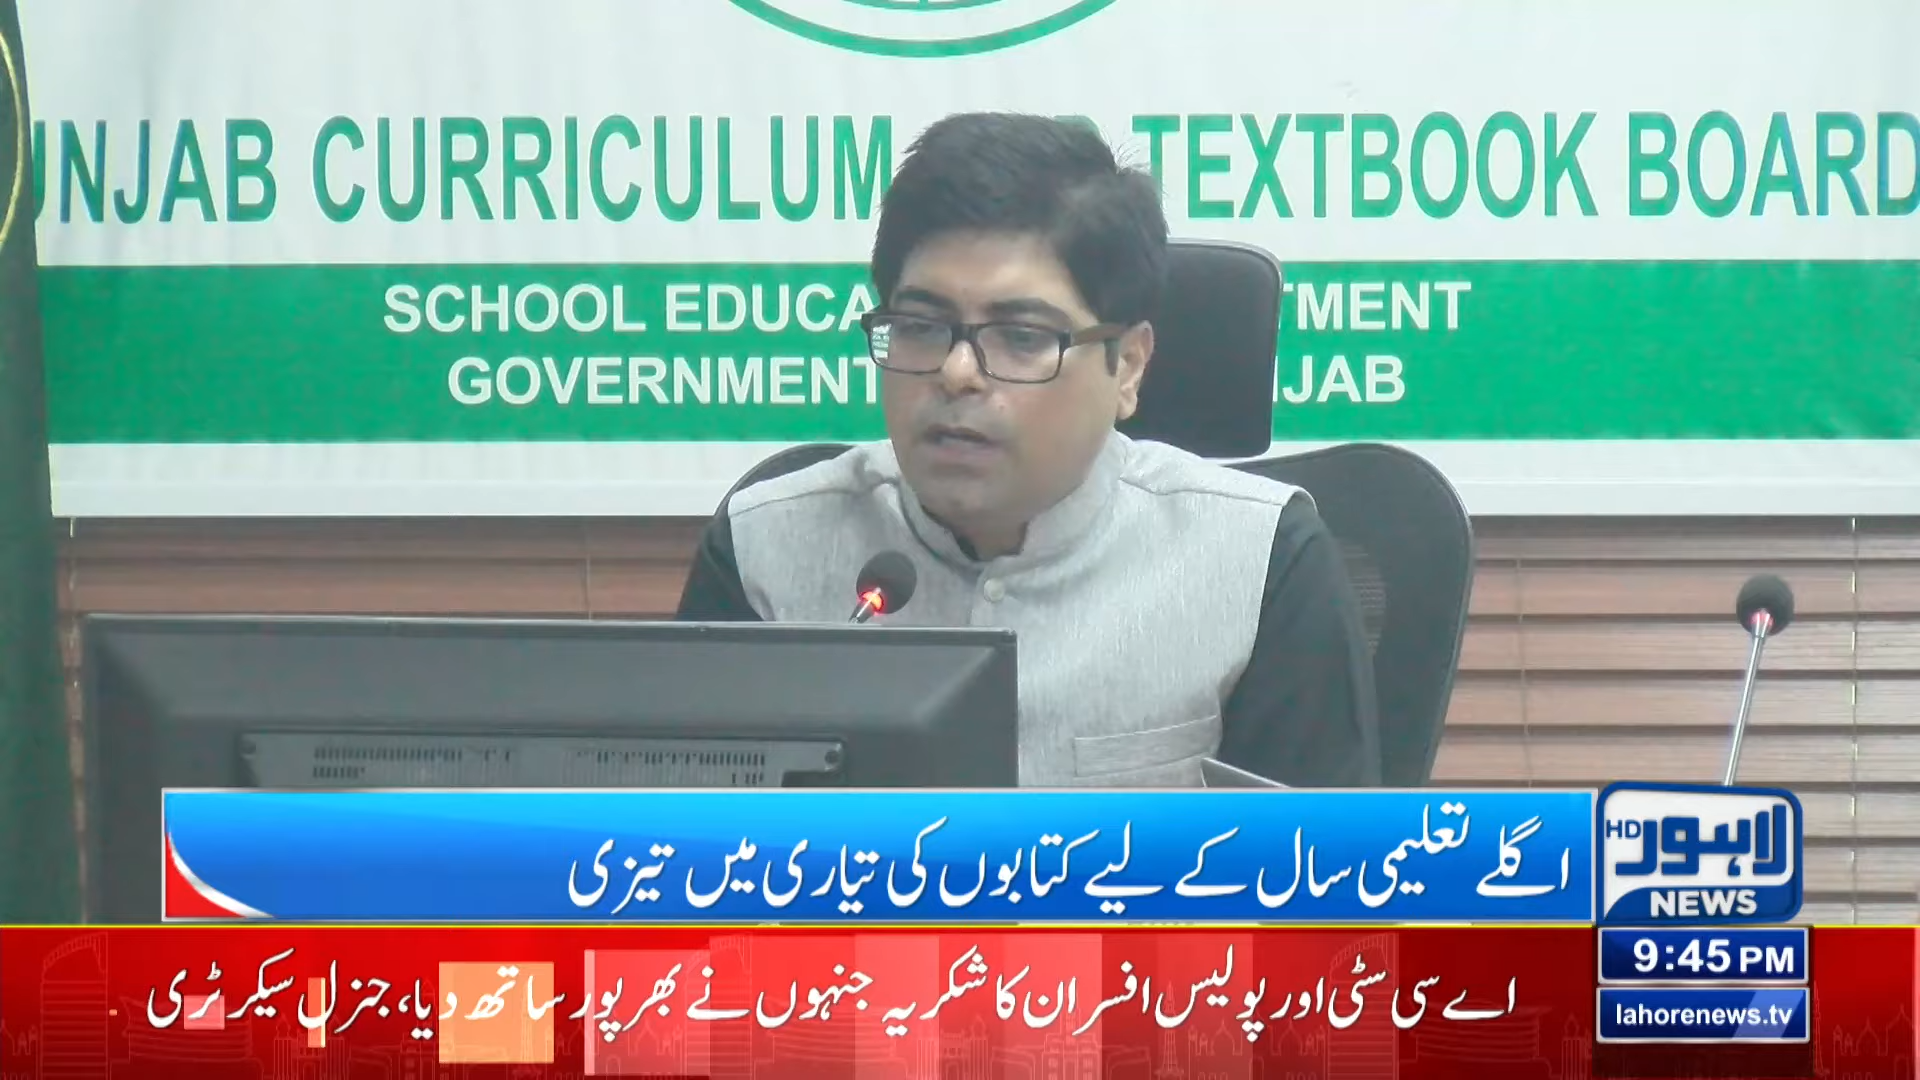 UNJAB CURRICULUM TEXTBOOK BOARD
SCHOOL EDUCA TMENT
GOVERNMENT JAB
اگلے تعلیمی سال کے لیے کتابوں کی تیاری میں تیزی
HD لاہور
NEWS
9:45 PM
lahorenews.tv
اے سی سٹی اور پولیس افسران کا شکریہ جنہوں نے بھرپور ساتھ دیا، جنرل سیکرٹری